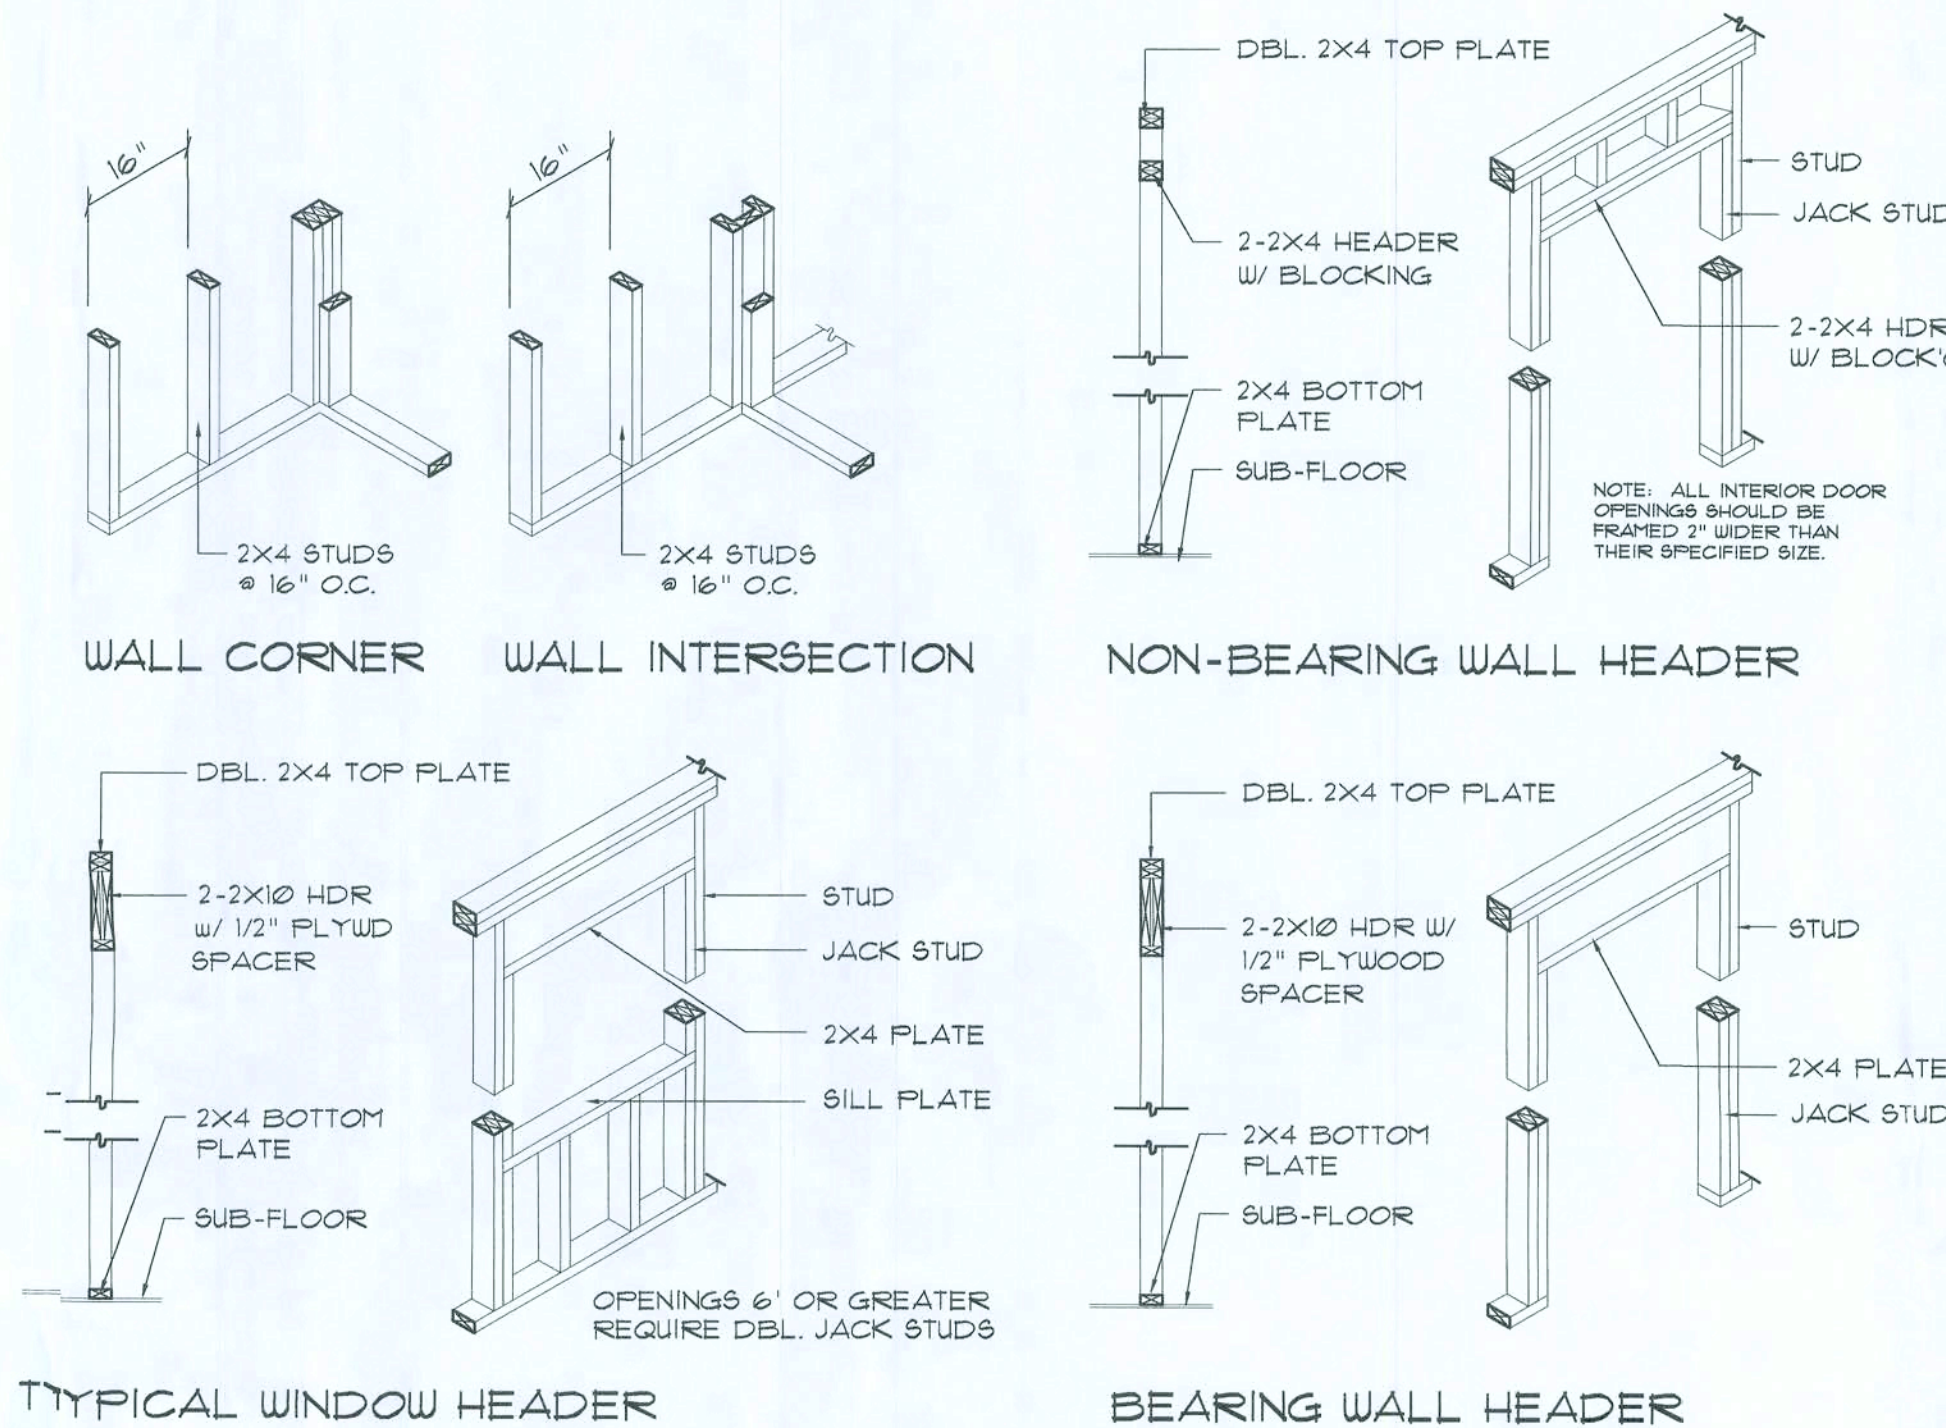 16"
2X4 STUDS
@ 16" O.C.
WALL CORNER
16"
2X4 STUDS
@ 16" O.C.
WALL INTERSECTION
DBL. 2X4 TOP PLATE
2-2X4 HEADER
W/ BLOCKING
2X4 BOTTOM
PLATE
SUB-FLOOR
STUD
JACK STUD
2-2X4 HDR
W/ BLOCK'G
NOTE: ALL INTERIOR DOOR
OPENINGS SHOULD BE
FRAMED 2" WIDER THAN
THEIR SPECIFIED SIZE.
NON-BEARING WALL HEADER
DBL. 2X4 TOP PLATE
2-2X10 HDR
w/ 1/2" PLYWD
SPACER
2X4 BOTTOM
PLATE
SUB-FLOOR
STUD
JACK STUD
2X4 PLATE
SILL PLATE
OPENINGS 6' OR GREATER
REQUIRE DBL. JACK STUDS
TYPICAL WINDOW HEADER
DBL. 2X4 TOP PLATE
2-2X10 HDR W/
1/2" PLYWOOD
SPACER
2X4 BOTTOM
PLATE
SUB-FLOOR
STUD
2X4 PLATE
JACK STUD
BEARING WALL HEADER